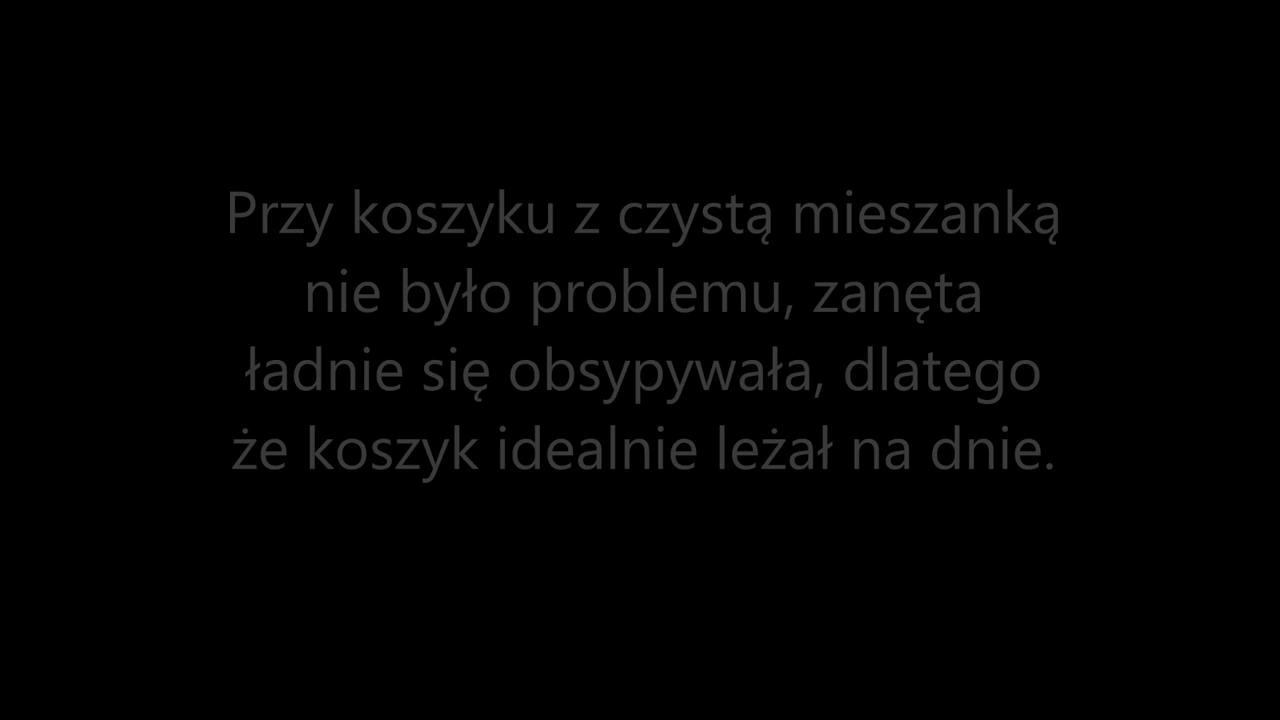 Przy koszyku z czystą mieszanką
nie było problemu, zanęta
ładnie się obsypywała, dlatego
że koszyk idealnie leżał na dnie.